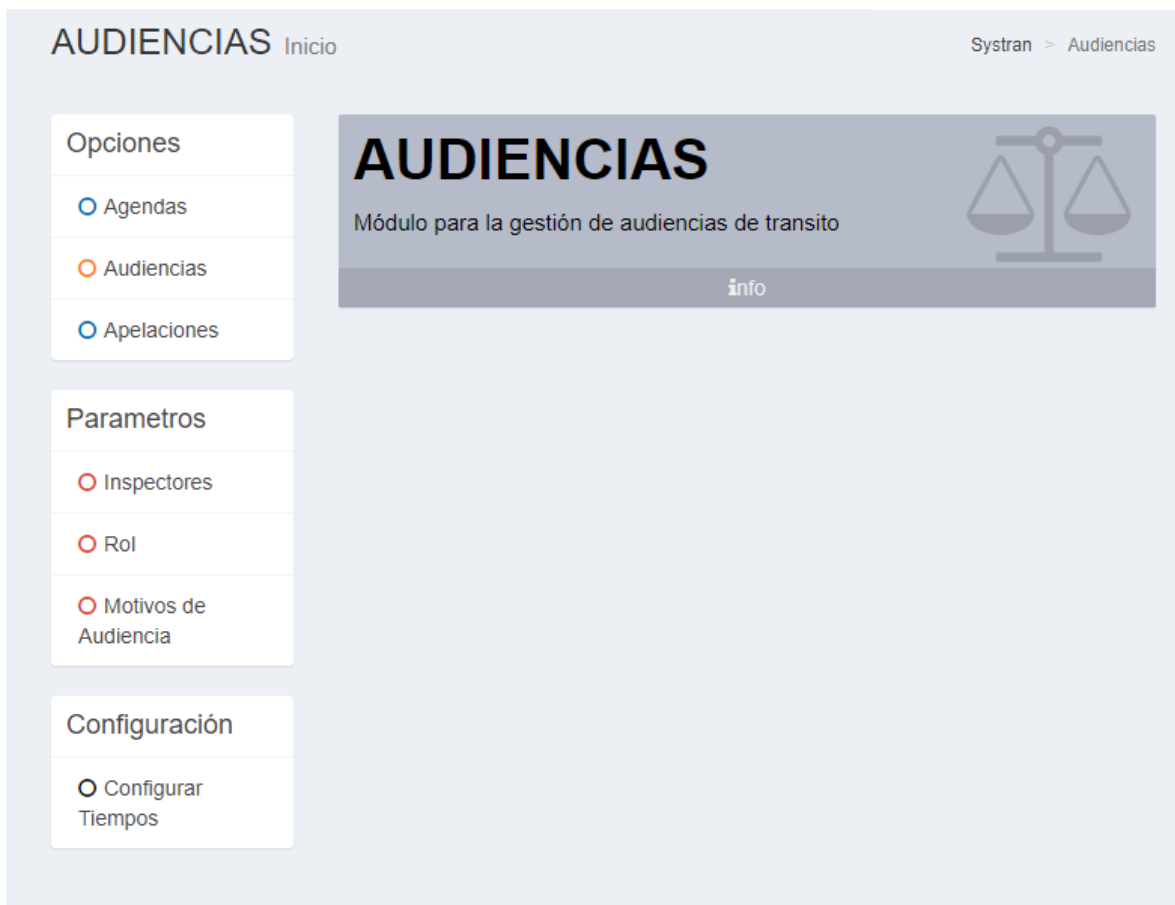 AUDIENCIAS Inicio
Systran > Audiencias
Opciones
Agendas
Audiencias
Apelaciones
Parametros
Inspectores
Rol
Motivos de
Audiencia
Configuración
Configurar
Tiempos
AUDIENCIAS
Módulo para la gestión de audiencias de transito
info